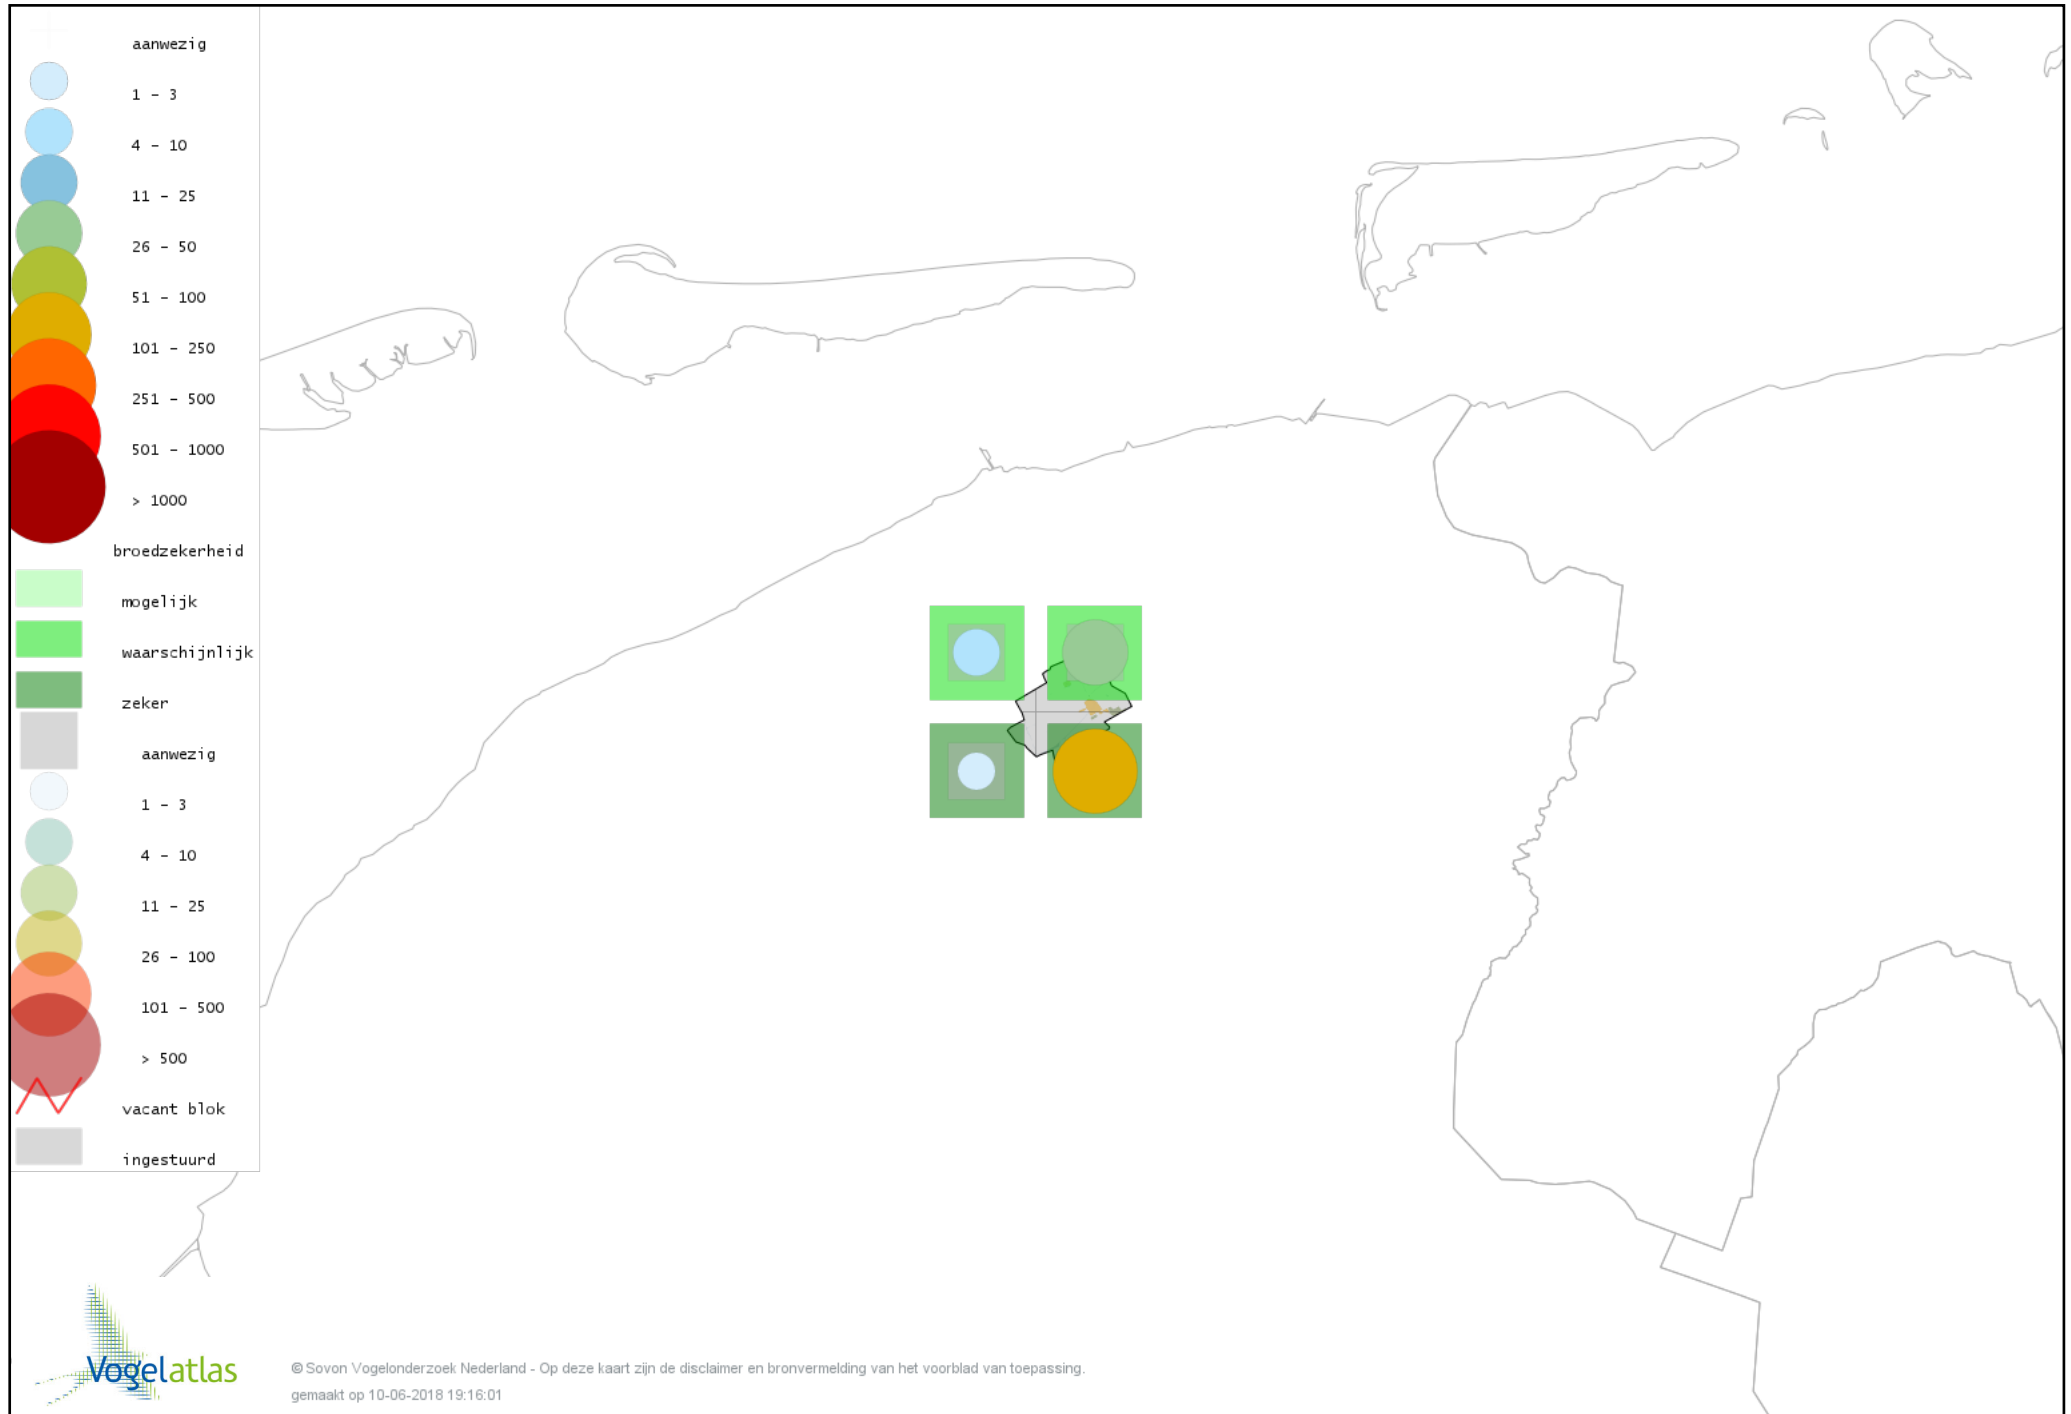 aanwezig
1 - 3
4 - 10
11 - 25
26 - 50
51 - 100
101 - 250
251 - 500
501 - 1000
> 1000
broedzekerheid
mogelijk
waarschijnlijk
zeker
aanwezig
1 - 3
4 - 10
11 - 25
26 - 100
101 - 500
> 500
vacant blok
ingestuurd
Vogelatlas
© Sovon Vogelonderzoek Nederland - Op deze kaart zijn de disclaimer en bronvermelding van het voorblad van toepassing.
gemaakt op 10-06-2018 19:16:01